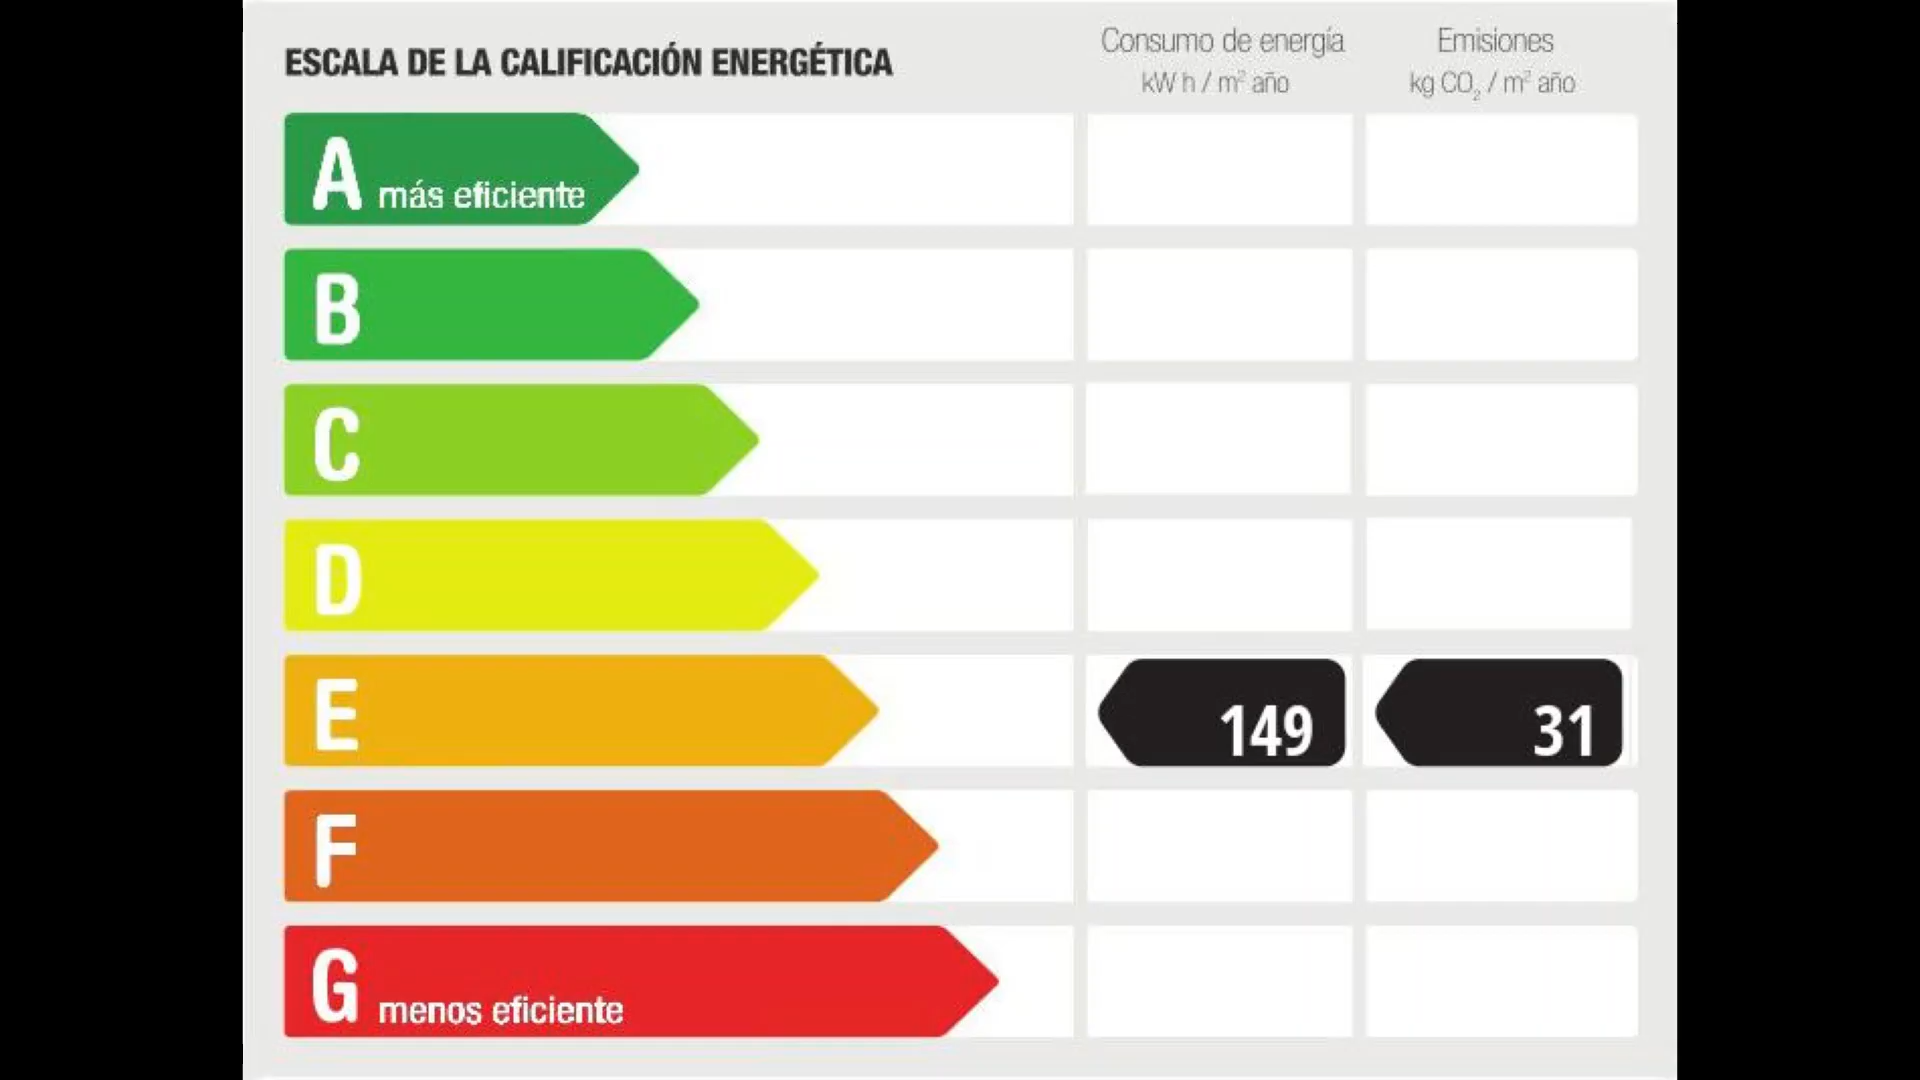 ESCALA DE LA CALIFICACIÓN ENERGÉTICA
Consumo de energía
kW h / m² año
Emisiones
kg CO₂ / m² año
A más eficiente
B
C
D
E 149 31
F
G menos eficiente